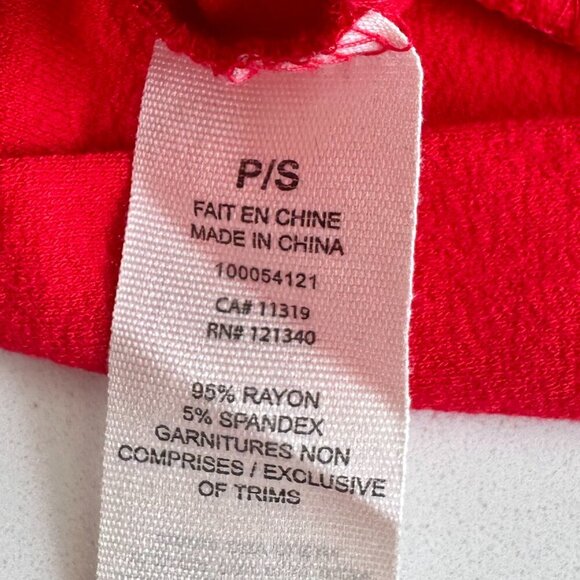 P/S
FAIT EN CHINE
MADE IN CHINA
100054121
CA# 11319
RN# 121340
95% RAYON
5% SPANDEX
GARNITURES NON
COMPRISES / EXCLUSIVE
OF TRIMS